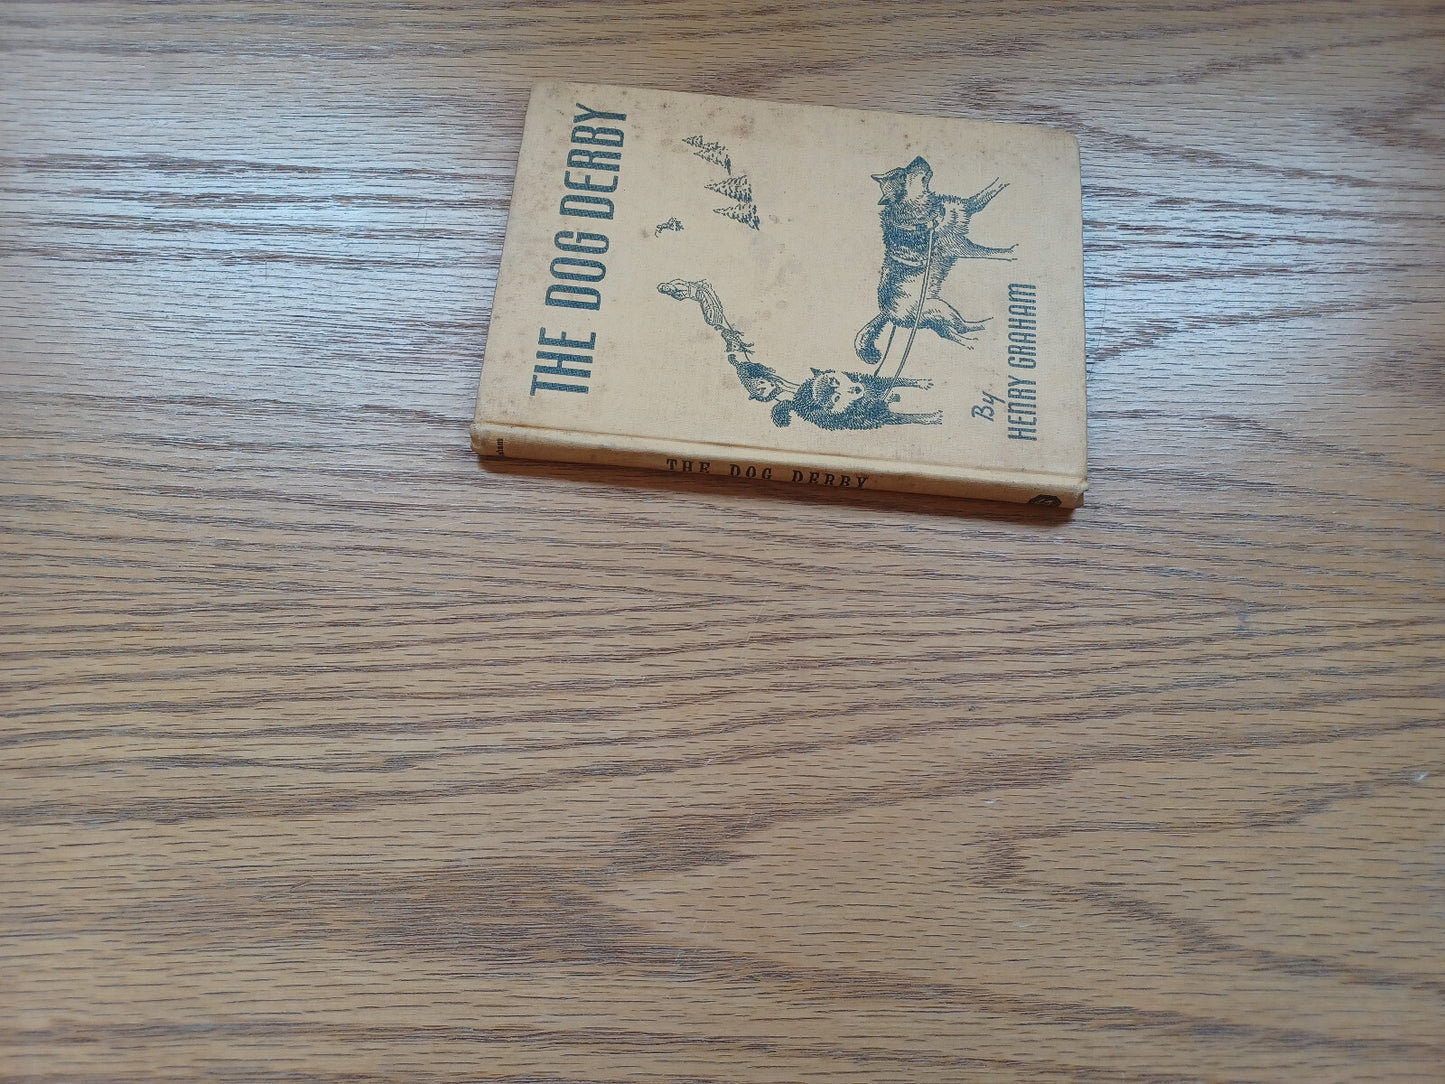 THE DOG DERBY
By
HENRY GRAHAM
THE DOG DERBY